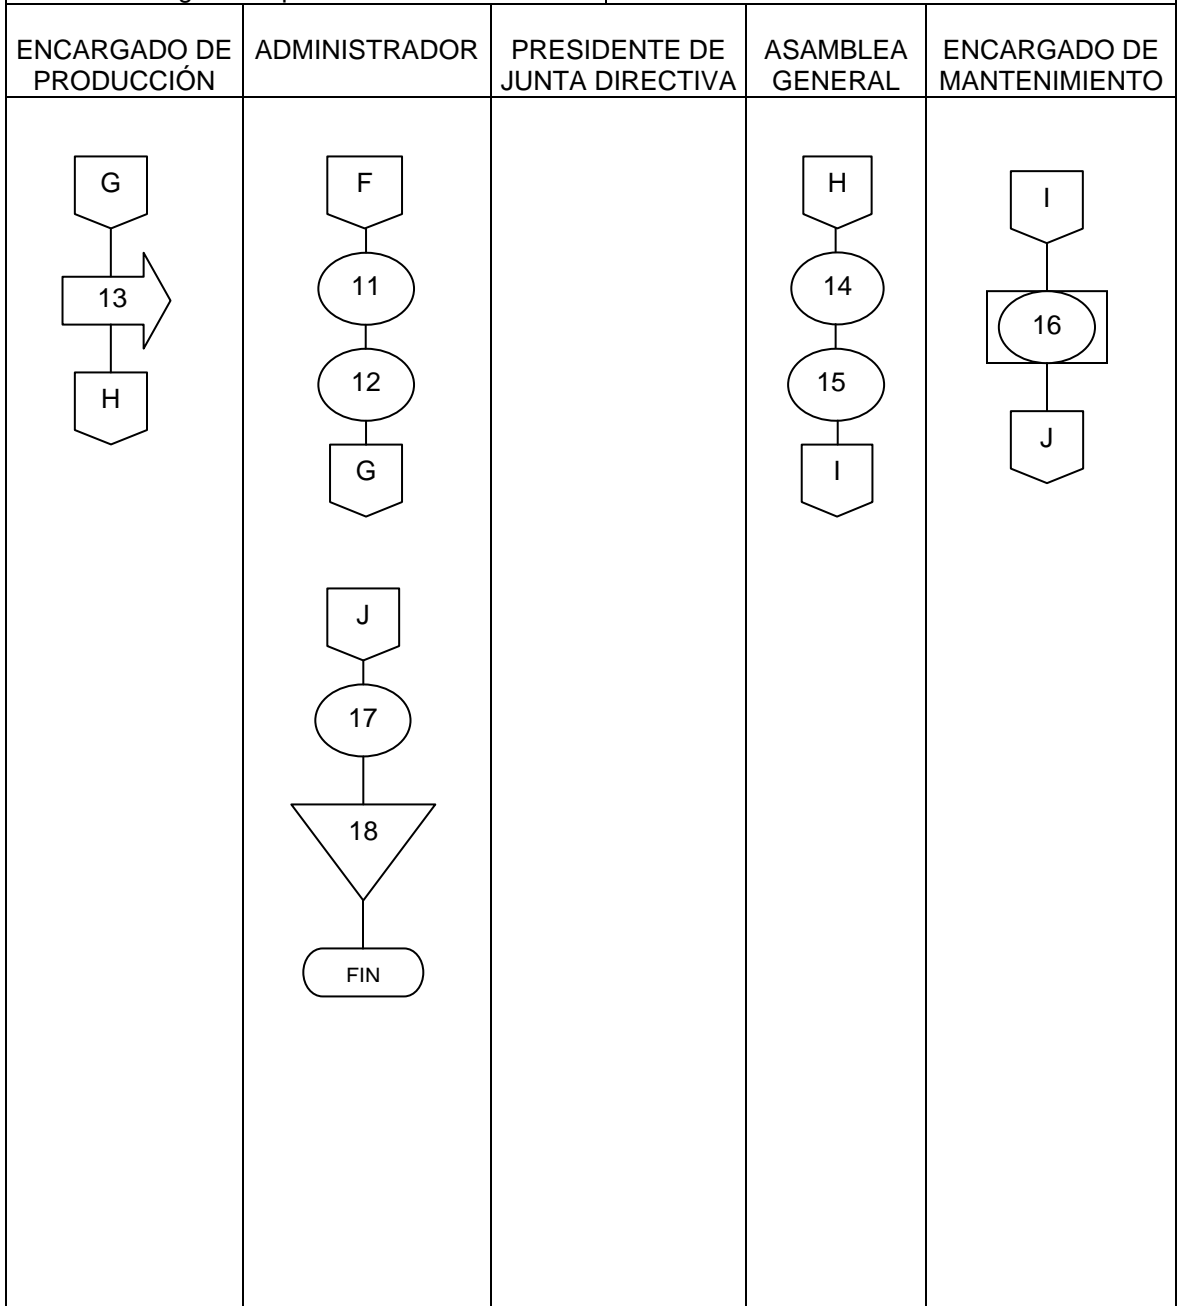 ENCARGADO DE
PRODUCCIÓN
ADMINISTRADOR
PRESIDENTE DE
JUNTA DIRECTIVA
ASAMBLEA
GENERAL
ENCARGADO DE
MANTENIMIENTO
G
13
H
F
11
12
G
J
17
18
FIN
H
14
15
I
I
16
J